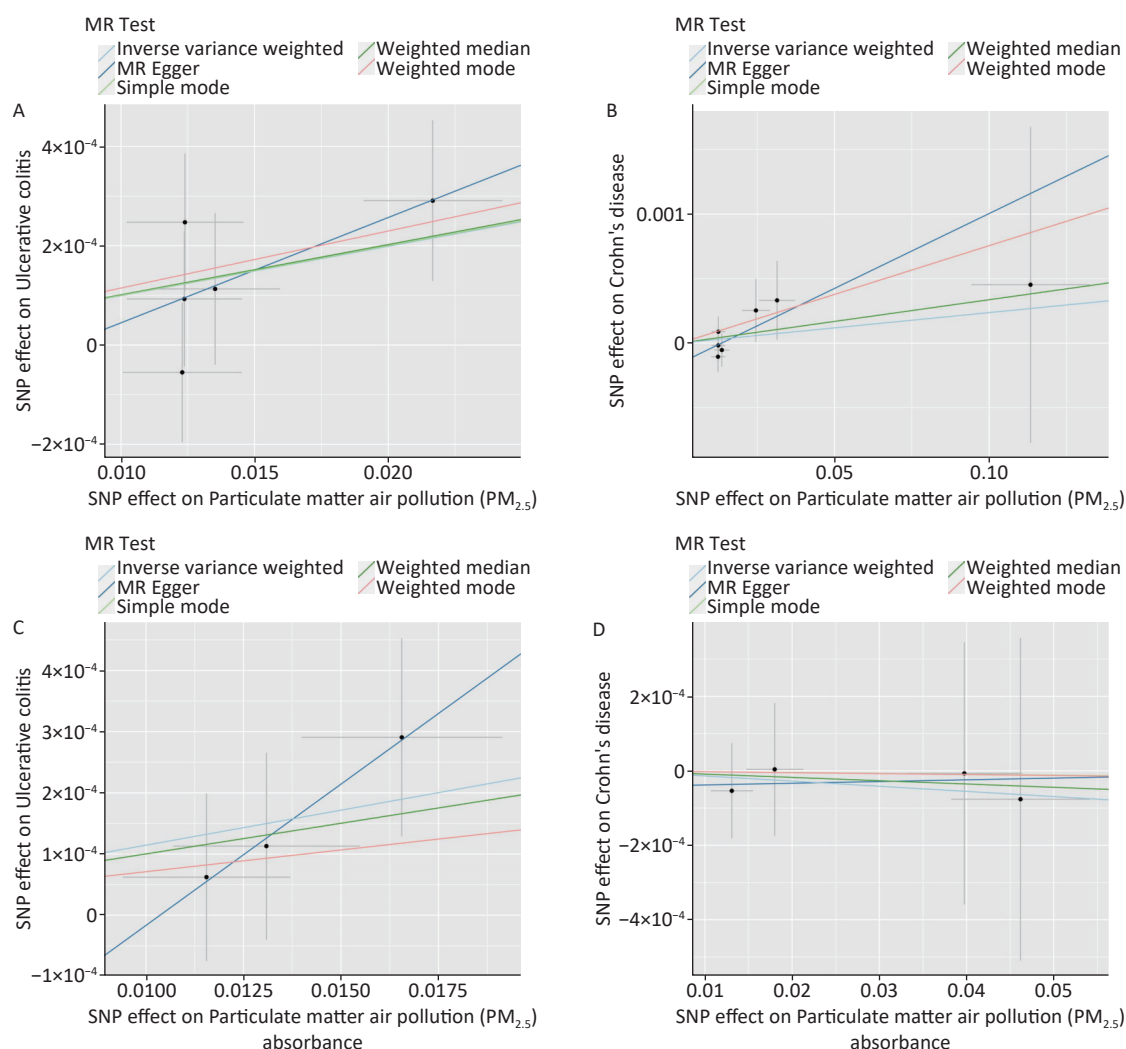 MR Test
Inverse variance weighted
Weighted median
MR Egger
Weighted mode
Simple mode
A
SNP effect on Ulcerative colitis
4×10⁻⁴
2×10⁻⁴
0
−2×10⁻⁴
0.010
0.015
0.020
SNP effect on Particulate matter air pollution (PM₂.₅)
MR Test
Inverse variance weighted
Weighted median
MR Egger
Weighted mode
Simple mode
B
SNP effect on Crohn's disease
0.001
0
0.05
0.10
SNP effect on Particulate matter air pollution (PM₂.₅)
MR Test
Inverse variance weighted
Weighted median
MR Egger
Weighted mode
Simple mode
C
SNP effect on Ulcerative colitis
4×10⁻⁴
3×10⁻⁴
2×10⁻⁴
1×10⁻⁴
0
−1×10⁻⁴
0.0100
0.0125
0.0150
0.0175
SNP effect on Particulate matter air pollution (PM₂.₅)
absorbance
MR Test
Inverse variance weighted
Weighted median
MR Egger
Weighted mode
Simple mode
D
SNP effect on Crohn's disease
2×10⁻⁴
0
−2×10⁻⁴
−4×10⁻⁴
0.01
0.02
0.03
0.04
0.05
SNP effect on Particulate matter air pollution (PM₂.₅)
absorbance